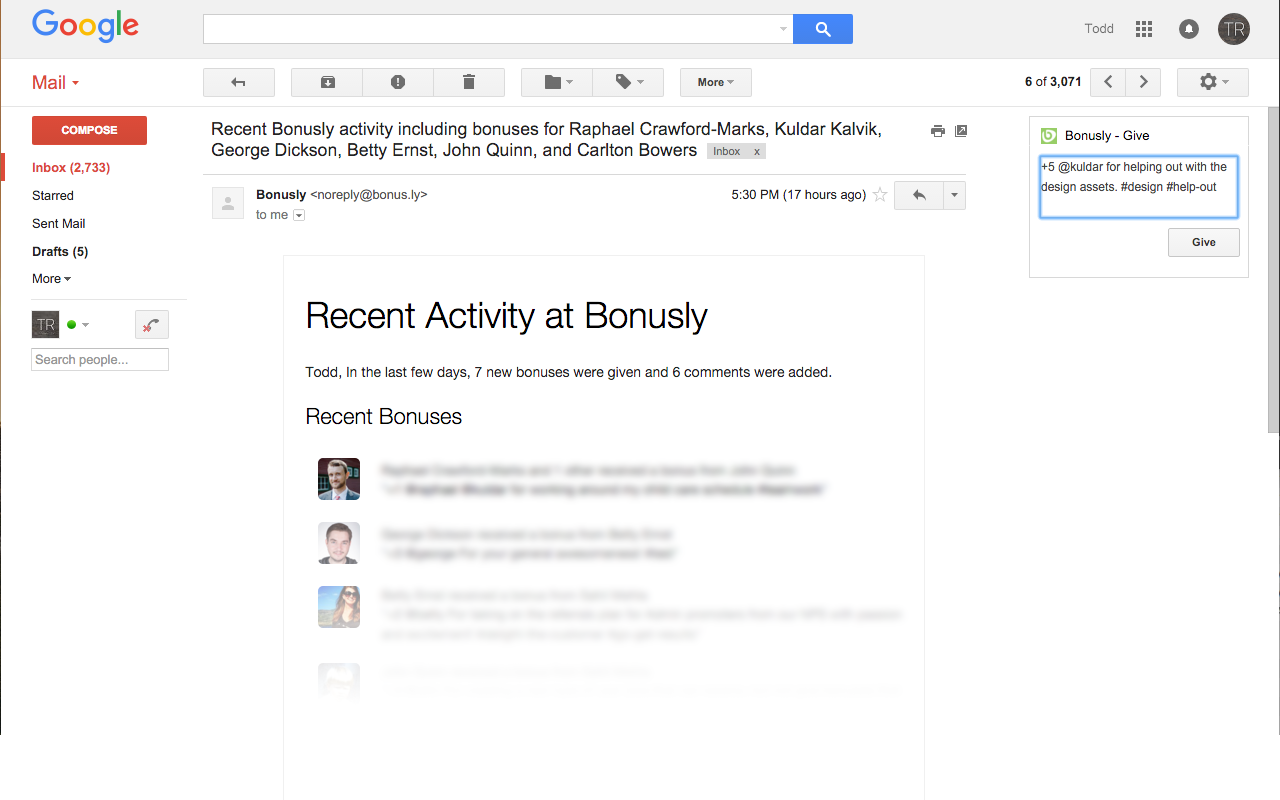 Google
Todd
TR
Mail
More
6 of 3,071
COMPOSE
Inbox (2,733)
Starred
Sent Mail
Drafts (5)
More
TR
Search people...
Recent Bonusly activity including bonuses for Raphael Crawford-Marks, Kuldar Kalvik,
George Dickson, Betty Ernst, John Quinn, and Carlton Bowers Inbox x
Bonusly <noreply@bonus.ly>
5:30 PM (17 hours ago)
to me
Recent Activity at Bonusly
Todd, In the last few days, 7 new bonuses were given and 6 comments were added.
Recent Bonuses
Bonusly - Give
+5 @kuldar for helping out with the
design assets. #design #help-out
Give